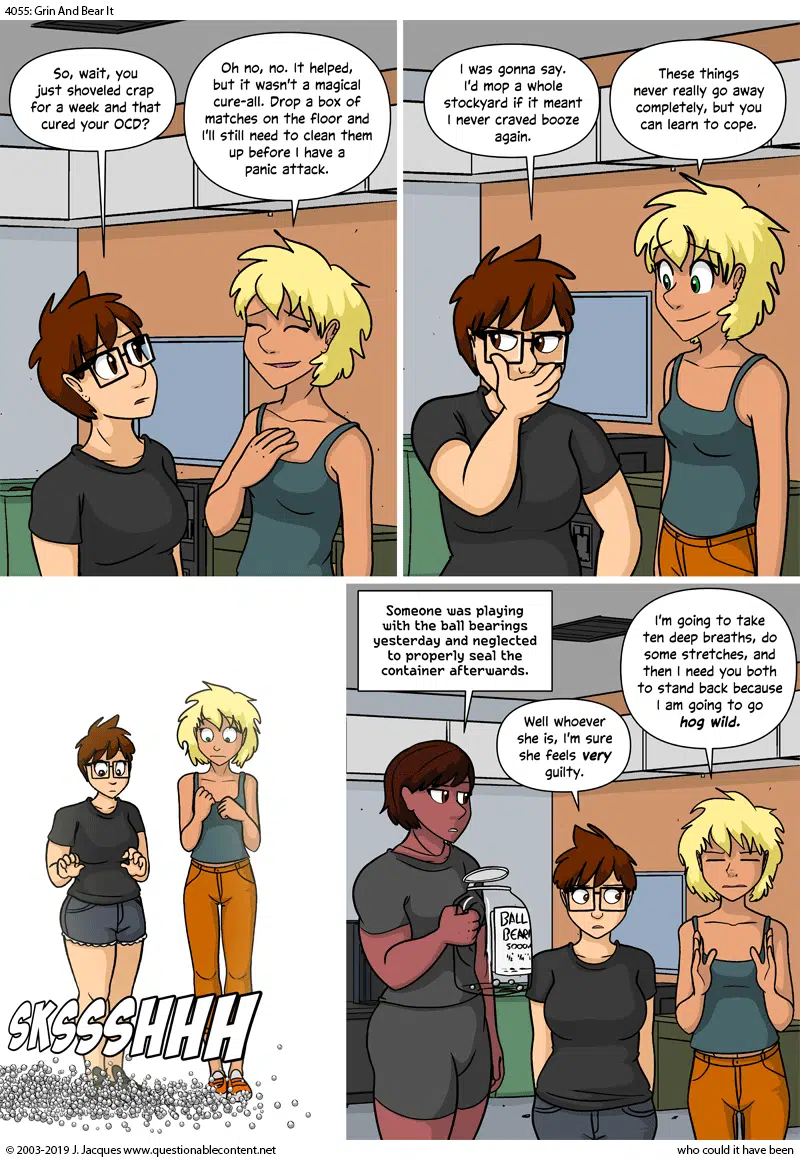 4055: Grin And Bear It
So, wait, you
just shoveled crap
for a week and that
cured your OCD?
Oh no, no. It helped,
but it wasn't a magical
cure-all. Drop a box of
matches on the floor and
I'll still need to clean them
up before I have a
panic attack.
I was gonna say.
I'd mop a whole
stockyard if it meant
I never craved booze
again.
These things
never really go away
completely, but you
can learn to cope.
SKSSSHHH
Someone was playing
with the ball bearings
yesterday and neglected
to properly seal the
container afterwards.
Well whoever
she is, I'm sure
she feels very
guilty.
I'm going to take
ten deep breaths, do
some stretches, and
then I need you both
to stand back because
I am going to go
hog wild.
BALL
BEAR
© 2003-2019 J. Jacques www.questionablecontent.net
who could it have been